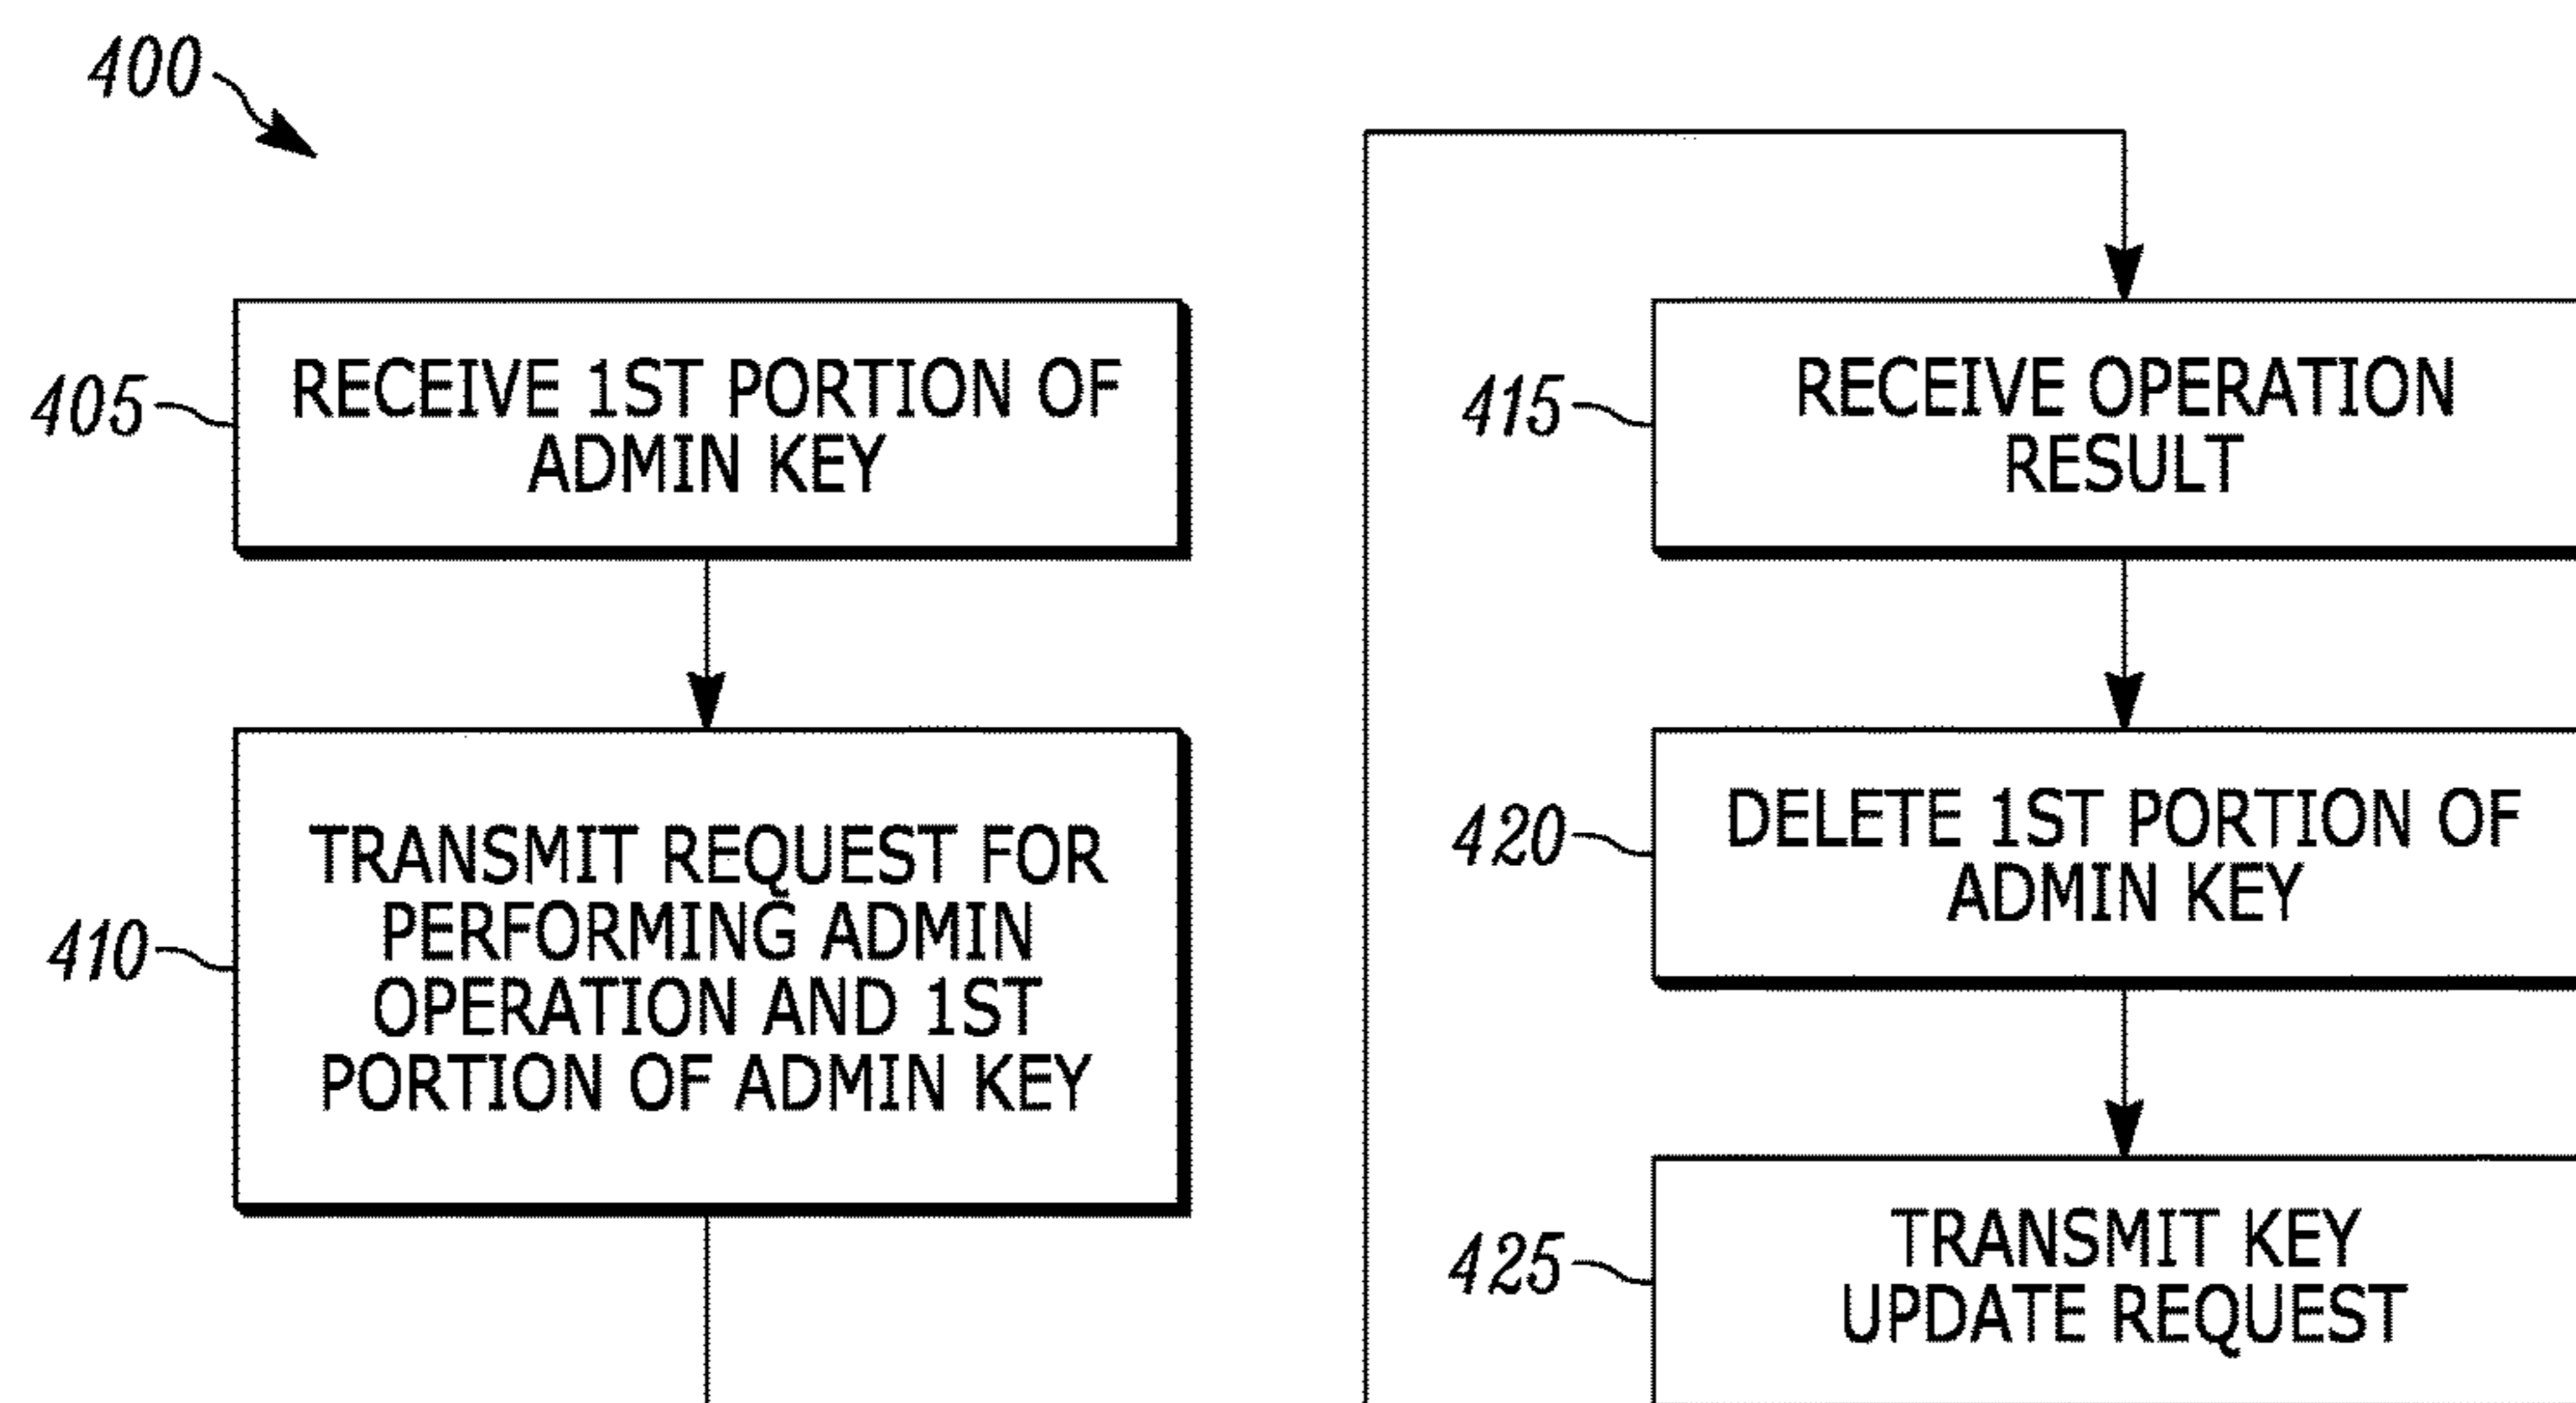 400
405
RECEIVE 1ST PORTION OF
ADMIN KEY
410
TRANSMIT REQUEST FOR
PERFORMING ADMIN
OPERATION AND 1ST
PORTION OF ADMIN KEY
415
RECEIVE OPERATION
RESULT
420
DELETE 1ST PORTION OF
ADMIN KEY
425
TRANSMIT KEY
UPDATE REQUEST